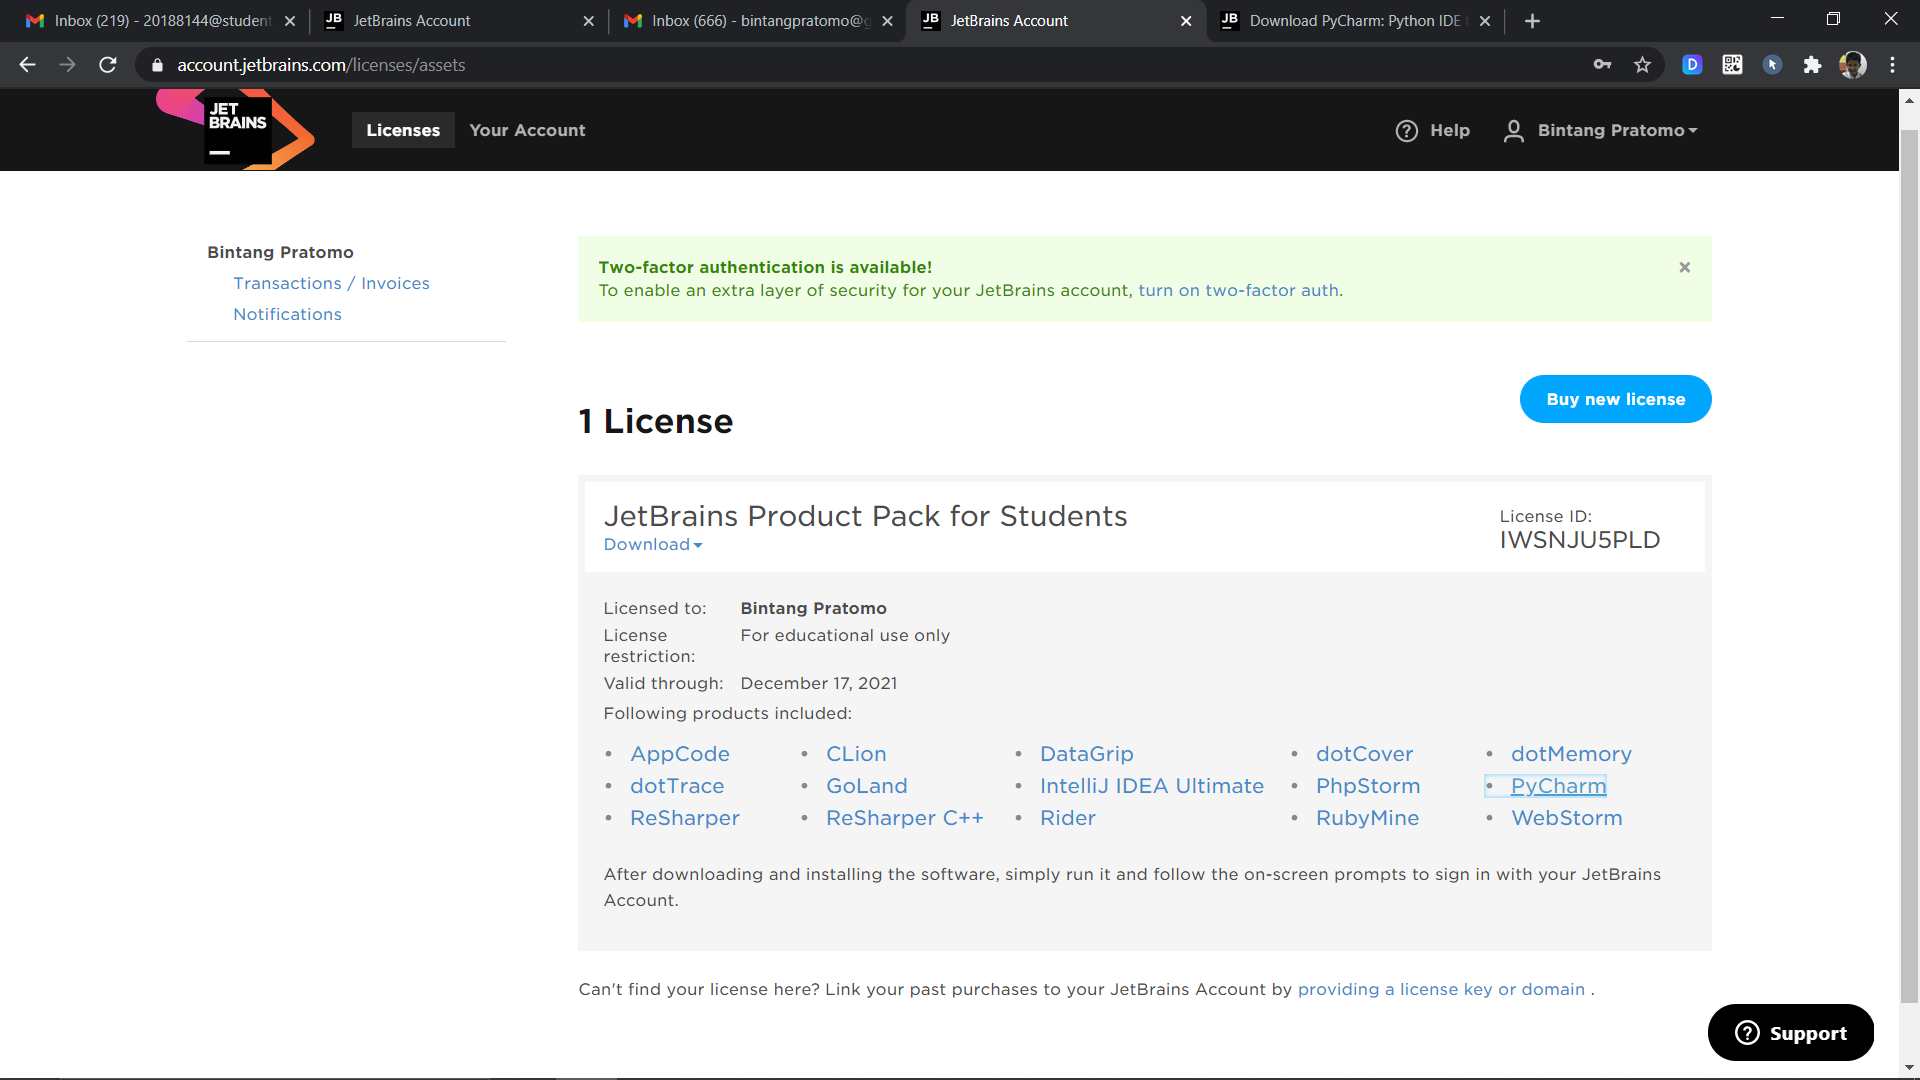 Inbox (219) - 20188144@student
JB JetBrains Account
Inbox (666) - bintangpratomo@g
JB JetBrains Account
JB Download PyCharm: Python IDE f
account.jetbrains.com/licenses/assets
D
JET
BRAINS
Licenses
Your Account
Help
Bintang Pratomo
Bintang Pratomo
Transactions / Invoices
Notifications
Two-factor authentication is available!
To enable an extra layer of security for your JetBrains account, turn on two-factor auth.
1 License
Buy new license
JetBrains Product Pack for Students
Download
License ID:
IWSNJU5PLD
Licensed to: Bintang Pratomo
License restriction: For educational use only
Valid through: December 17, 2021
Following products included:
• AppCode • CLion • DataGrip • dotCover • dotMemory
• dotTrace • GoLand • IntelliJ IDEA Ultimate • PhpStorm • PyCharm
• ReSharper • ReSharper C++ • Rider • RubyMine • WebStorm
After downloading and installing the software, simply run it and follow the on-screen prompts to sign in with your JetBrains
Account.
Can't find your license here? Link your past purchases to your JetBrains Account by providing a license key or domain .
Support